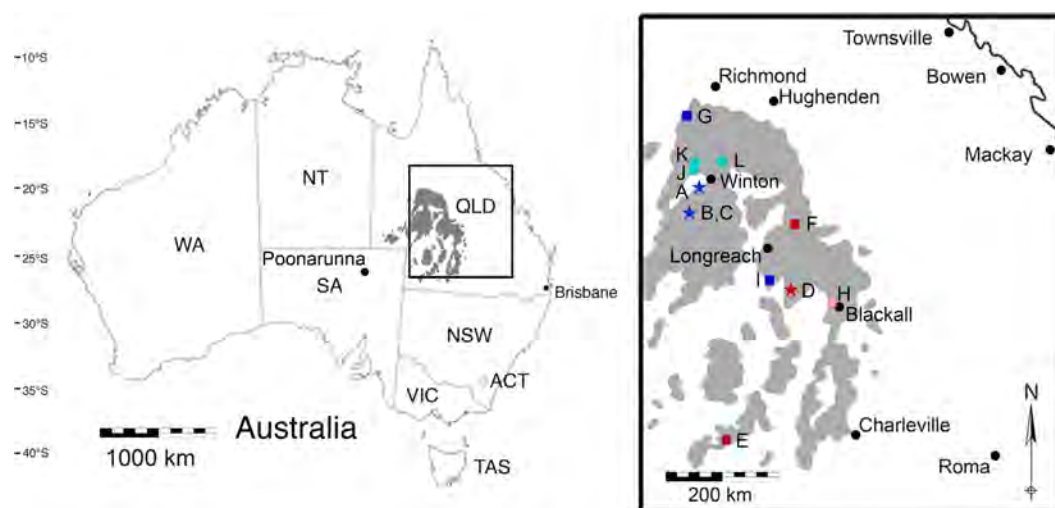 10°S
15°S
20°S
25°S
30°S
35°S
40°S
NT
QLD
WA
Poonarunna
SA
Brisbane
NSW
ACT
VIC
TAS
1000 km
Australia
Townsville
Bowen
Richmond
Hughenden
G
Mackay
K
L
J
Winton
A
B,C
F
Longreach
I
D
H
Blackall
N
E
Charleville
Roma
200 km